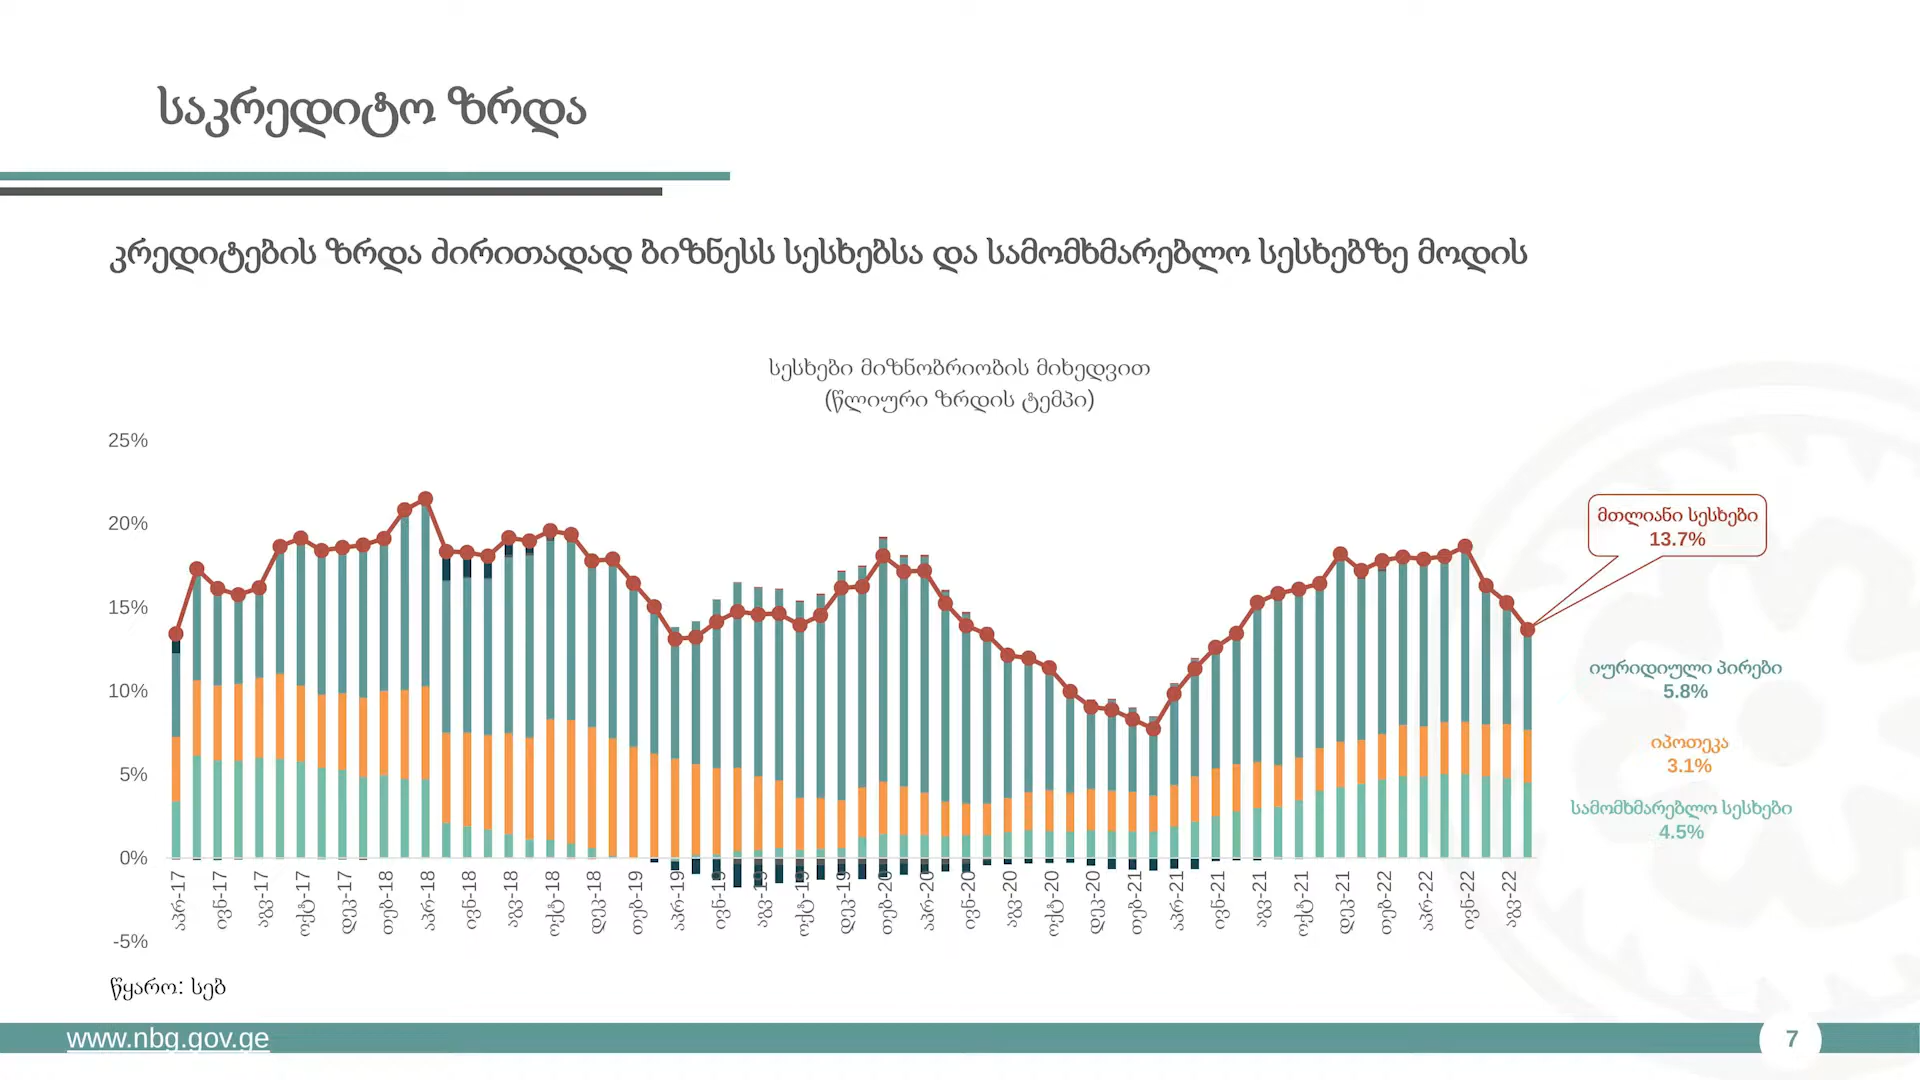 საკრედიტო ზრდა
კრედიტების ზრდა ძირითადად ბიზნესს სესხებსა და სამომხმარებლო სესხებზე მოდის
სესხები მიზნობრიობის მიხედვით
(წლიური ზრდის ტემპი)
25%
20%
15%
10%
5%
0%
-5%
მთლიანი სესხები
13.7%
იურიდიული პირები
5.8%
იპოთეკა
3.1%
სამომხმარებლო სესხები
4.5%
აპრ-17
ივნ-17
აგვ-17
ოქტ-17
დეკ-17
თებ-18
აპრ-18
ივნ-18
აგვ-18
ოქტ-18
დეკ-18
თებ-19
აპრ-19
ივნ-19
აგვ-19
ოქტ-19
დეკ-19
თებ-20
აპრ-20
ივნ-20
აგვ-20
ოქტ-20
დეკ-20
თებ-21
აპრ-21
ივნ-21
აგვ-21
ოქტ-21
დეკ-21
თებ-22
აპრ-22
ივნ-22
აგვ-22
წყარო: სებ
www.nbg.gov.ge
7